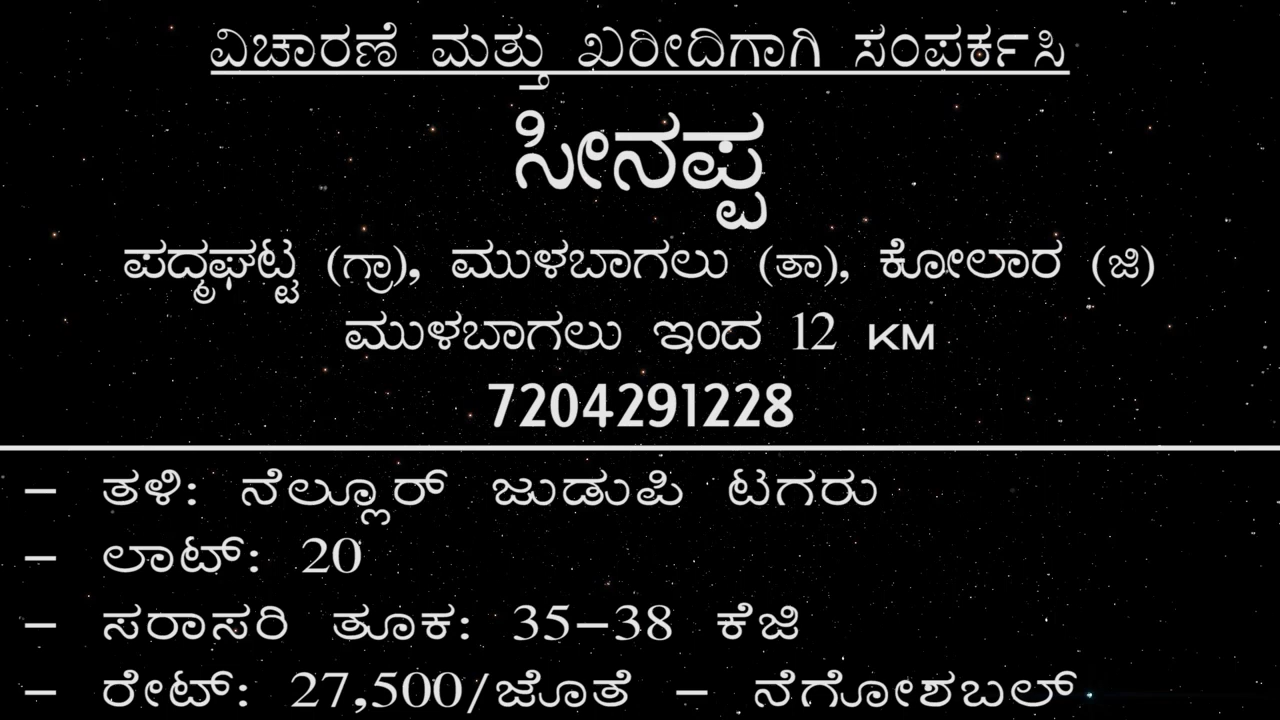 ವಿಚಾರಣೆ ಮತ್ತು ಖರೀದಿಗಾಗಿ ಸಂಪರ್ಕಿಸಿ
ಸೀನಪ್ಪ
ಪದ್ಮಘಟ್ಟ (ಗ್ರಾ), ಮುಳಬಾಗಲು (ತಾ), ಕೋಲಾರ (ಜಿ)
ಮುಳಬಾಗಲು ಇಂದ 12 KM
7204291228
– ತಳಿ: ನೆಲ್ಲೂರ್ ಜುಡುಪಿ ಟಗರು
– ಲಾಟ್: 20
– ಸರಾಸರಿ ತೂಕ: 35–38 ಕೆಜಿ
– ರೇಟ್: 27,500/ಜೊತೆ – ನೆಗೋಶಬಲ್